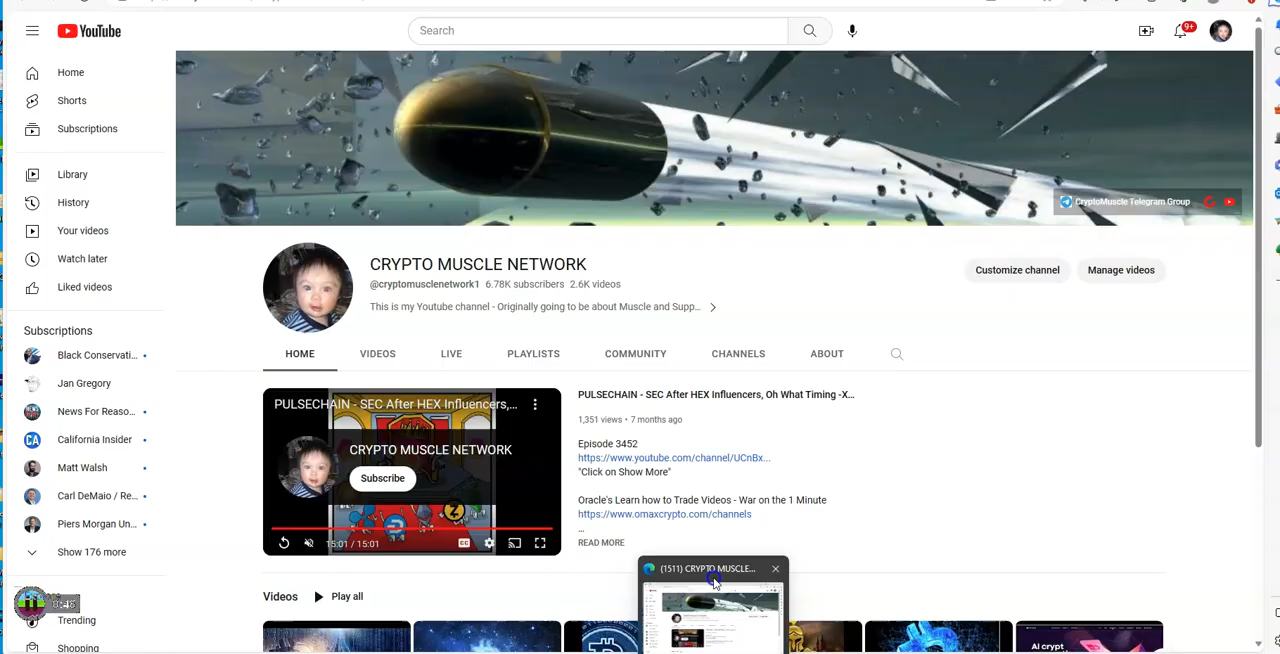 YouTube
Search
9+
Home
Shorts
Subscriptions
Library
History
Your videos
Watch later
Liked videos
Subscriptions
Black Conservati...
Jan Gregory
News For Reaso...
CA
California Insider
Matt Walsh
Carl DeMaio / Re...
Piers Morgan Un...
Show 176 more
Trending
Shopping
CryptoMuscle Telegram Group
CRYPTO MUSCLE NETWORK
@cryptomusclenetwork1 6.78K subscribers 2.6K videos
This is my Youtube channel - Originally going to be about Muscle and Supp...
Customize channel
Manage videos
HOME
VIDEOS
LIVE
PLAYLISTS
COMMUNITY
CHANNELS
ABOUT
PULSECHAIN - SEC After HEX Influencers,...
CRYPTO MUSCLE NETWORK
Subscribe
15:01 / 15:01
CC
PULSECHAIN - SEC After HEX Influencers, Oh What Timing -X...
1,351 views • 7 months ago
Episode 3452
https://www.youtube.com/channel/UCnBx...
"Click on Show More"
Oracle's Learn how to Trade Videos - War on the 1 Minute
https://www.omaxcrypto.com/channels
...
READ MORE
(1511) CRYPTO MUSCLE...
Videos
Play all
AI crypt